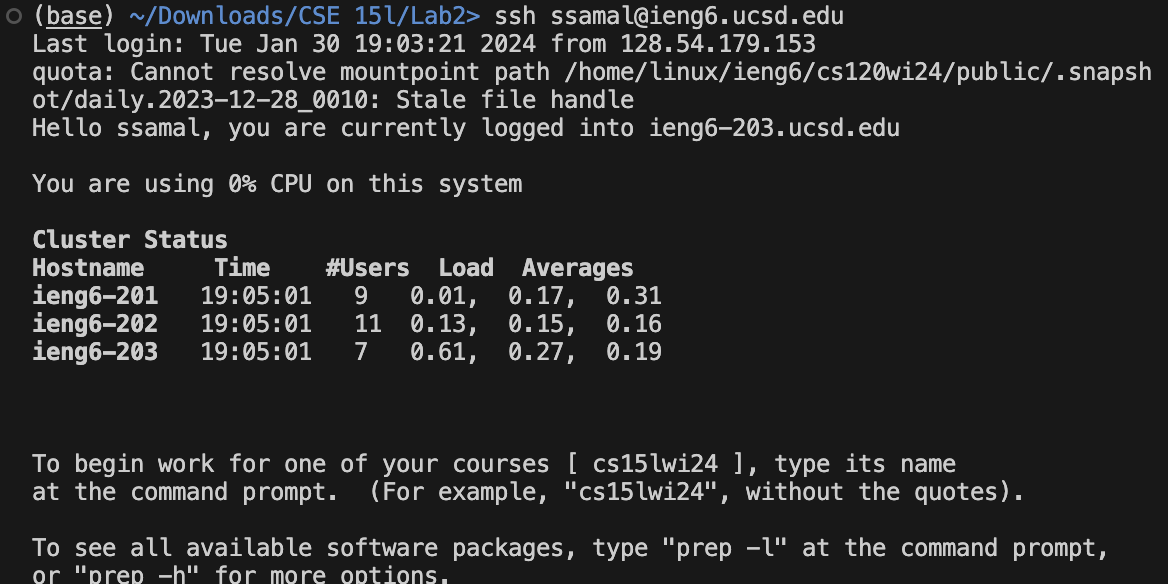 (base) ~/Downloads/CSE 15l/Lab2> ssh ssamal@ieng6.ucsd.edu
Last login: Tue Jan 30 19:03:21 2024 from 128.54.179.153
quota: Cannot resolve mountpoint path /home/linux/ieng6/cs120wi24/public/.snapsh
ot/daily.2023-12-28_0010: Stale file handle
Hello ssamal, you are currently logged into ieng6-203.ucsd.edu
You are using 0% CPU on this system
Cluster Status
Hostname     Time    #Users  Load  Averages
ieng6-201   19:05:01   9   0.01,  0.17,  0.31
ieng6-202   19:05:01   11  0.13,  0.15,  0.16
ieng6-203   19:05:01   7   0.61,  0.27,  0.19
To begin work for one of your courses [ cs15lwi24 ], type its name
at the command prompt.  (For example, "cs15lwi24", without the quotes).
To see all available software packages, type "prep -l" at the command prompt,
or "prep -h" for more options.